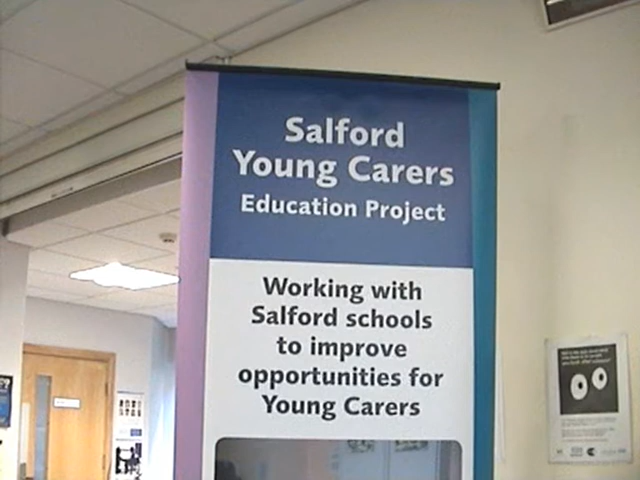 Salford
Young Carers
Education Project
Working with
Salford schools
to improve
opportunities for
Young Carers